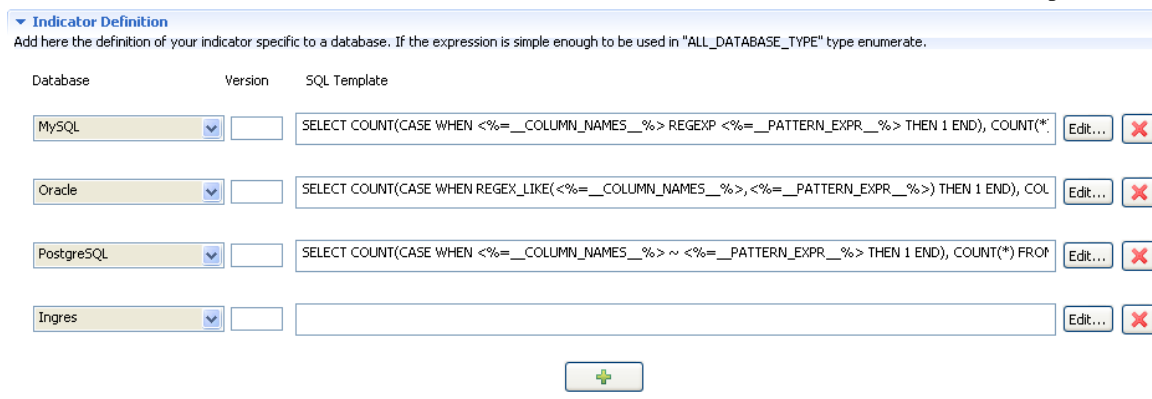 Indicator Definition
Add here the definition of your indicator specific to a database. If the expression is simple enough to be used in "ALL_DATABASE_TYPE" type enumerate.
Database Version SQL Template
MySQL SELECT COUNT(CASE WHEN <%=__COLUMN_NAMES__%> REGEXP <%=__PATTERN_EXPR__%> THEN 1 END), COUNT(* Edit...
Oracle SELECT COUNT(CASE WHEN REGEX_LIKE(<%=__COLUMN_NAMES__%>,<%=__PATTERN_EXPR__%>) THEN 1 END), COU Edit...
PostgreSQL SELECT COUNT(CASE WHEN <%=__COLUMN_NAMES__%> ~ <%=__PATTERN_EXPR__%> THEN 1 END), COUNT(*) FROM Edit...
Ingres Edit...